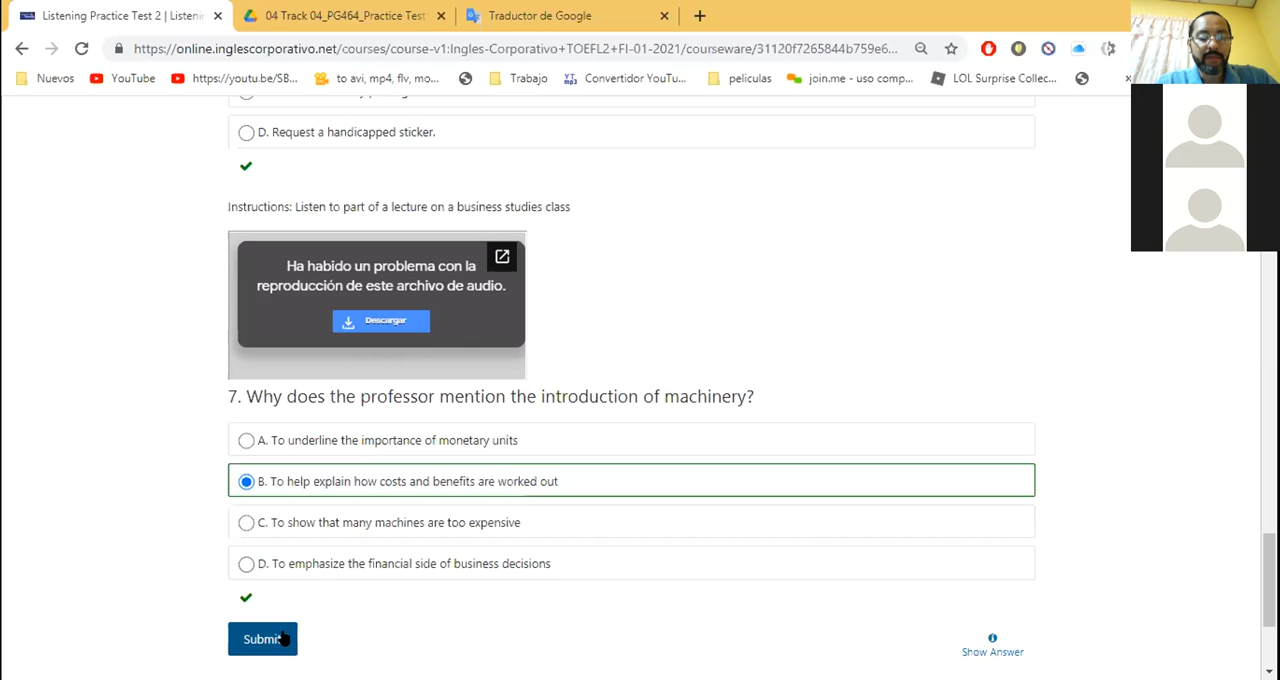 Listening Practice Test 2 | Listenin
04 Track 04_PG464_Practice Test
Traductor de Google
https://online.inglescorporativo.net/courses/course-v1:Ingles-Corporativo+TOEFL2+FI-01-2021/courseware/31120f7265844b759e6...
Nuevos
YouTube
https://youtu.be/SB...
to avi, mp4, flv, mo...
Trabajo
Convertidor YouTu...
peliculas
join.me - uso comp...
LOL Surprise Collec...
D. Request a handicapped sticker.
Instructions: Listen to part of a lecture on a business studies class
Ha habido un problema con la
reproducción de este archivo de audio.
Descargar
7. Why does the professor mention the introduction of machinery?
A. To underline the importance of monetary units
B. To help explain how costs and benefits are worked out
C. To show that many machines are too expensive
D. To emphasize the financial side of business decisions
Submit
Show Answer